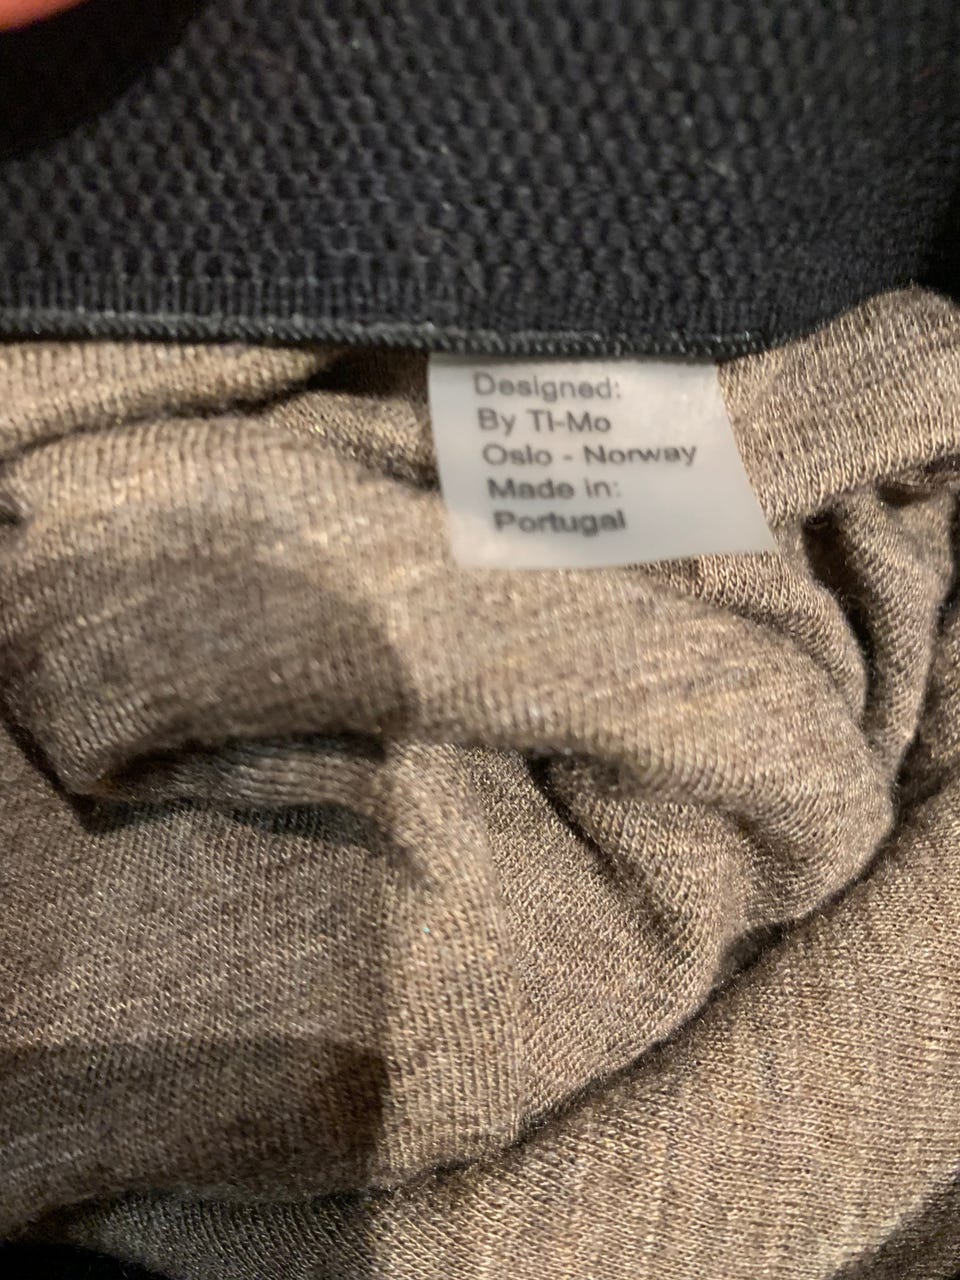 Designed:
By TI-Mo
Oslo - Norway
Made in:
Portugal